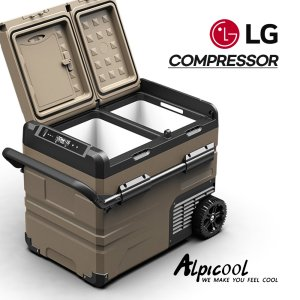 LG
COMPRESSOR
Alpicool
WE MAKE YOU FEEL COOL